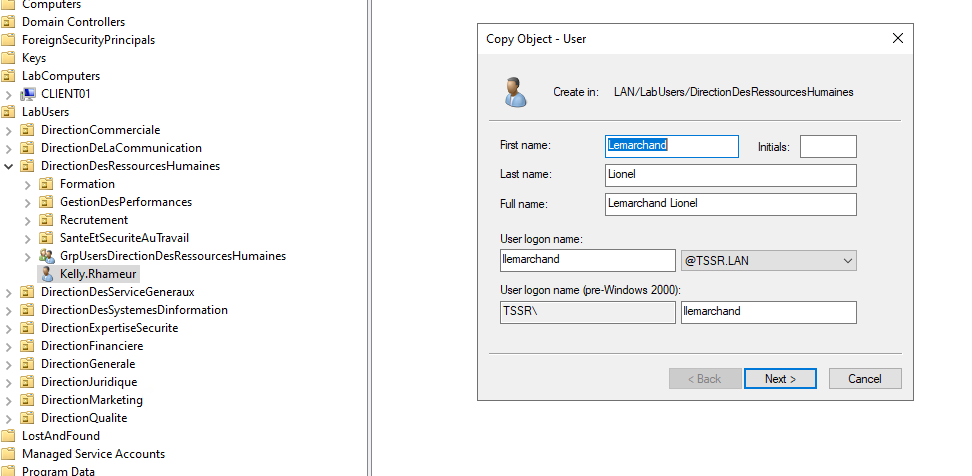 Computers
Domain Controllers
ForeignSecurityPrincipals
Keys
LabComputers
CLIENT01
LabUsers
DirectionCommerciale
DirectionDeLaCommunication
DirectionDesRessourcesHumaines
Formation
GestionDesPerformances
Recrutement
SanteEtSecuriteAuTravail
GrpUsersDirectionDesRessourcesHumaines
Kelly.Rhameur
DirectionDesServiceGeneraux
DirectionDesSystemesDinformation
DirectionExpertiseSecurite
DirectionFinanciere
DirectionGenerale
DirectionJuridique
DirectionMarketing
DirectionQualite
LostAndFound
Managed Service Accounts
Program Data
Copy Object - User
Create in: LAN/LabUsers/DirectionDesRessourcesHumaines
First name: Lemarchand Initials:
Last name: Lionel
Full name: Lemarchand Lionel
User logon name:
llemarchand @TSSR.LAN
User logon name (pre-Windows 2000):
TSSR\ llemarchand
< Back Next > Cancel